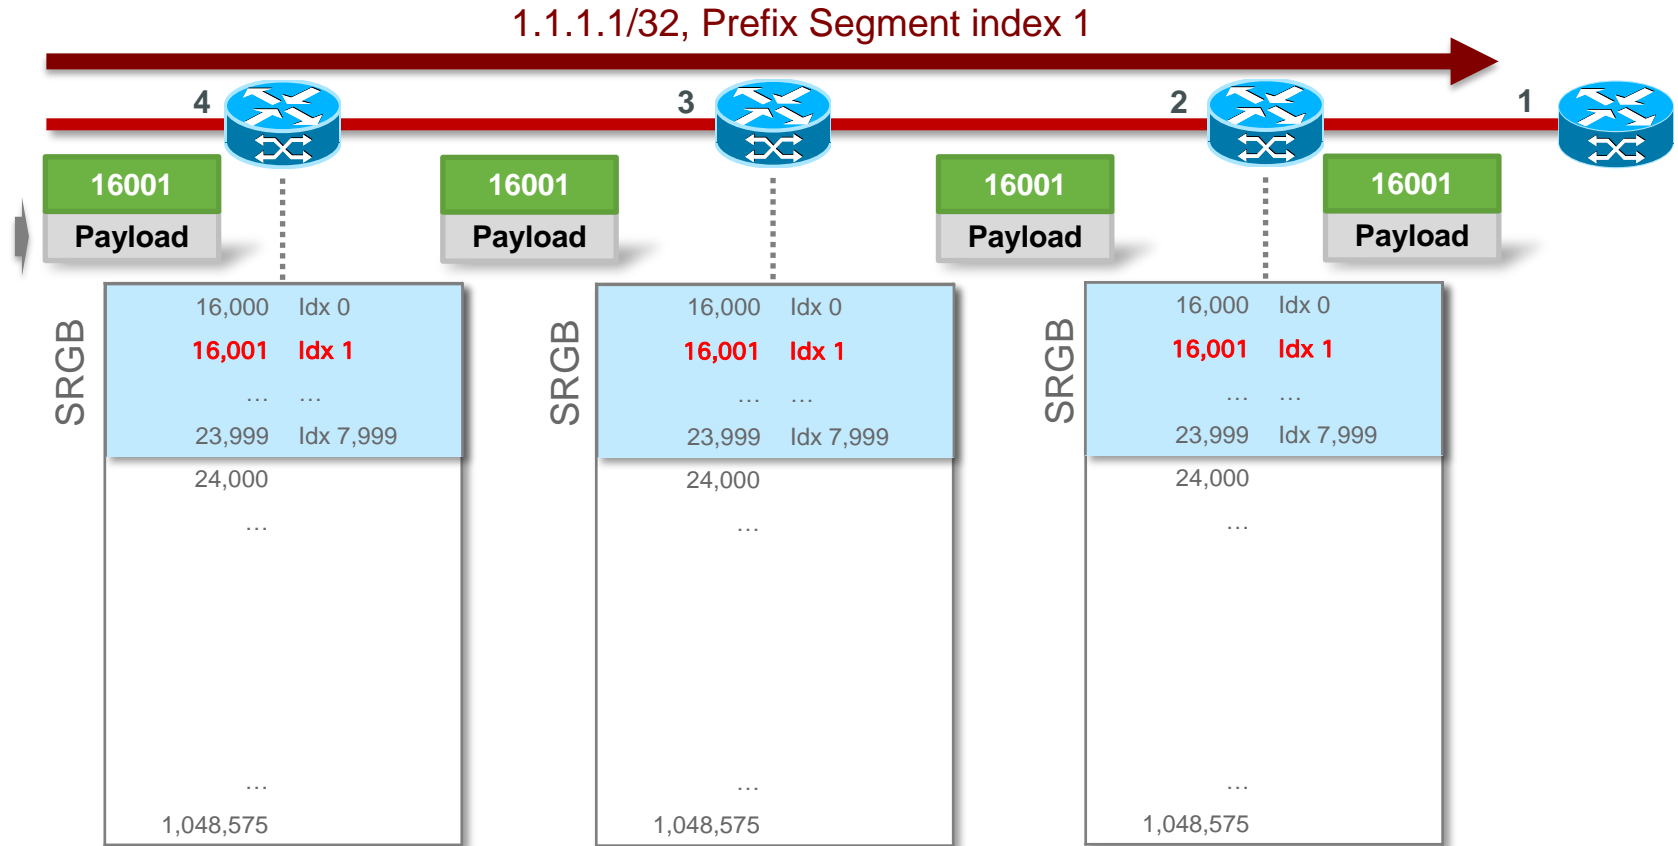 1.1.1.1/32, Prefix Segment index 1
4
3
2
1
16001
Payload
16001
Payload
16001
Payload
16001
Payload
SRGB
16,000 Idx 0
16,001 Idx 1
… …
23,999 Idx 7,999
24,000
…
…
1,048,575
SRGB
16,000 Idx 0
16,001 Idx 1
… …
23,999 Idx 7,999
24,000
…
…
1,048,575
SRGB
16,000 Idx 0
16,001 Idx 1
… …
23,999 Idx 7,999
24,000
…
…
1,048,575